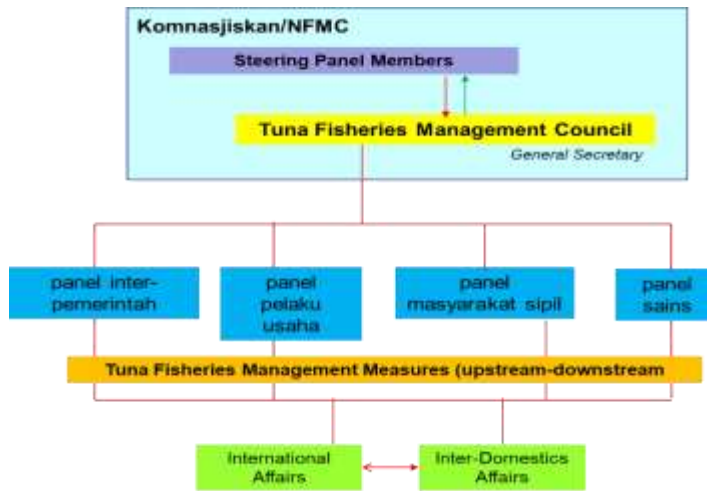 Komnasjiskan/NFMC
Steering Panel Members
Tuna Fisheries Management Council
General Secretary
panel inter-
pemerintah
panel
pelaku
usaha
panel
masyarakat sipil
panel
sains
Tuna Fisheries Management Measures (upstream-downstream
International
Affairs
Inter-Domestics
Affairs